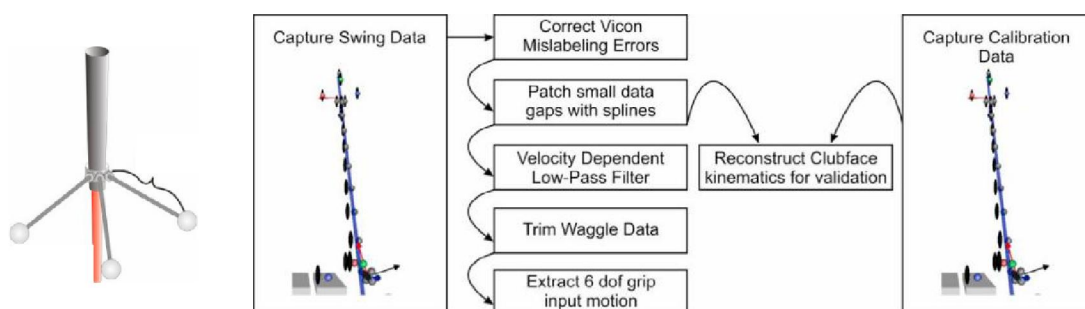 Capture Swing Data
Correct Vicon
Mislabeling Errors
Patch small data
gaps with splines
Velocity Dependent
Low-Pass Filter
Trim Waggle Data
Extract 6 dof grip
input motion
Reconstruct Clubface
kinematics for validation
Capture Calibration
Data